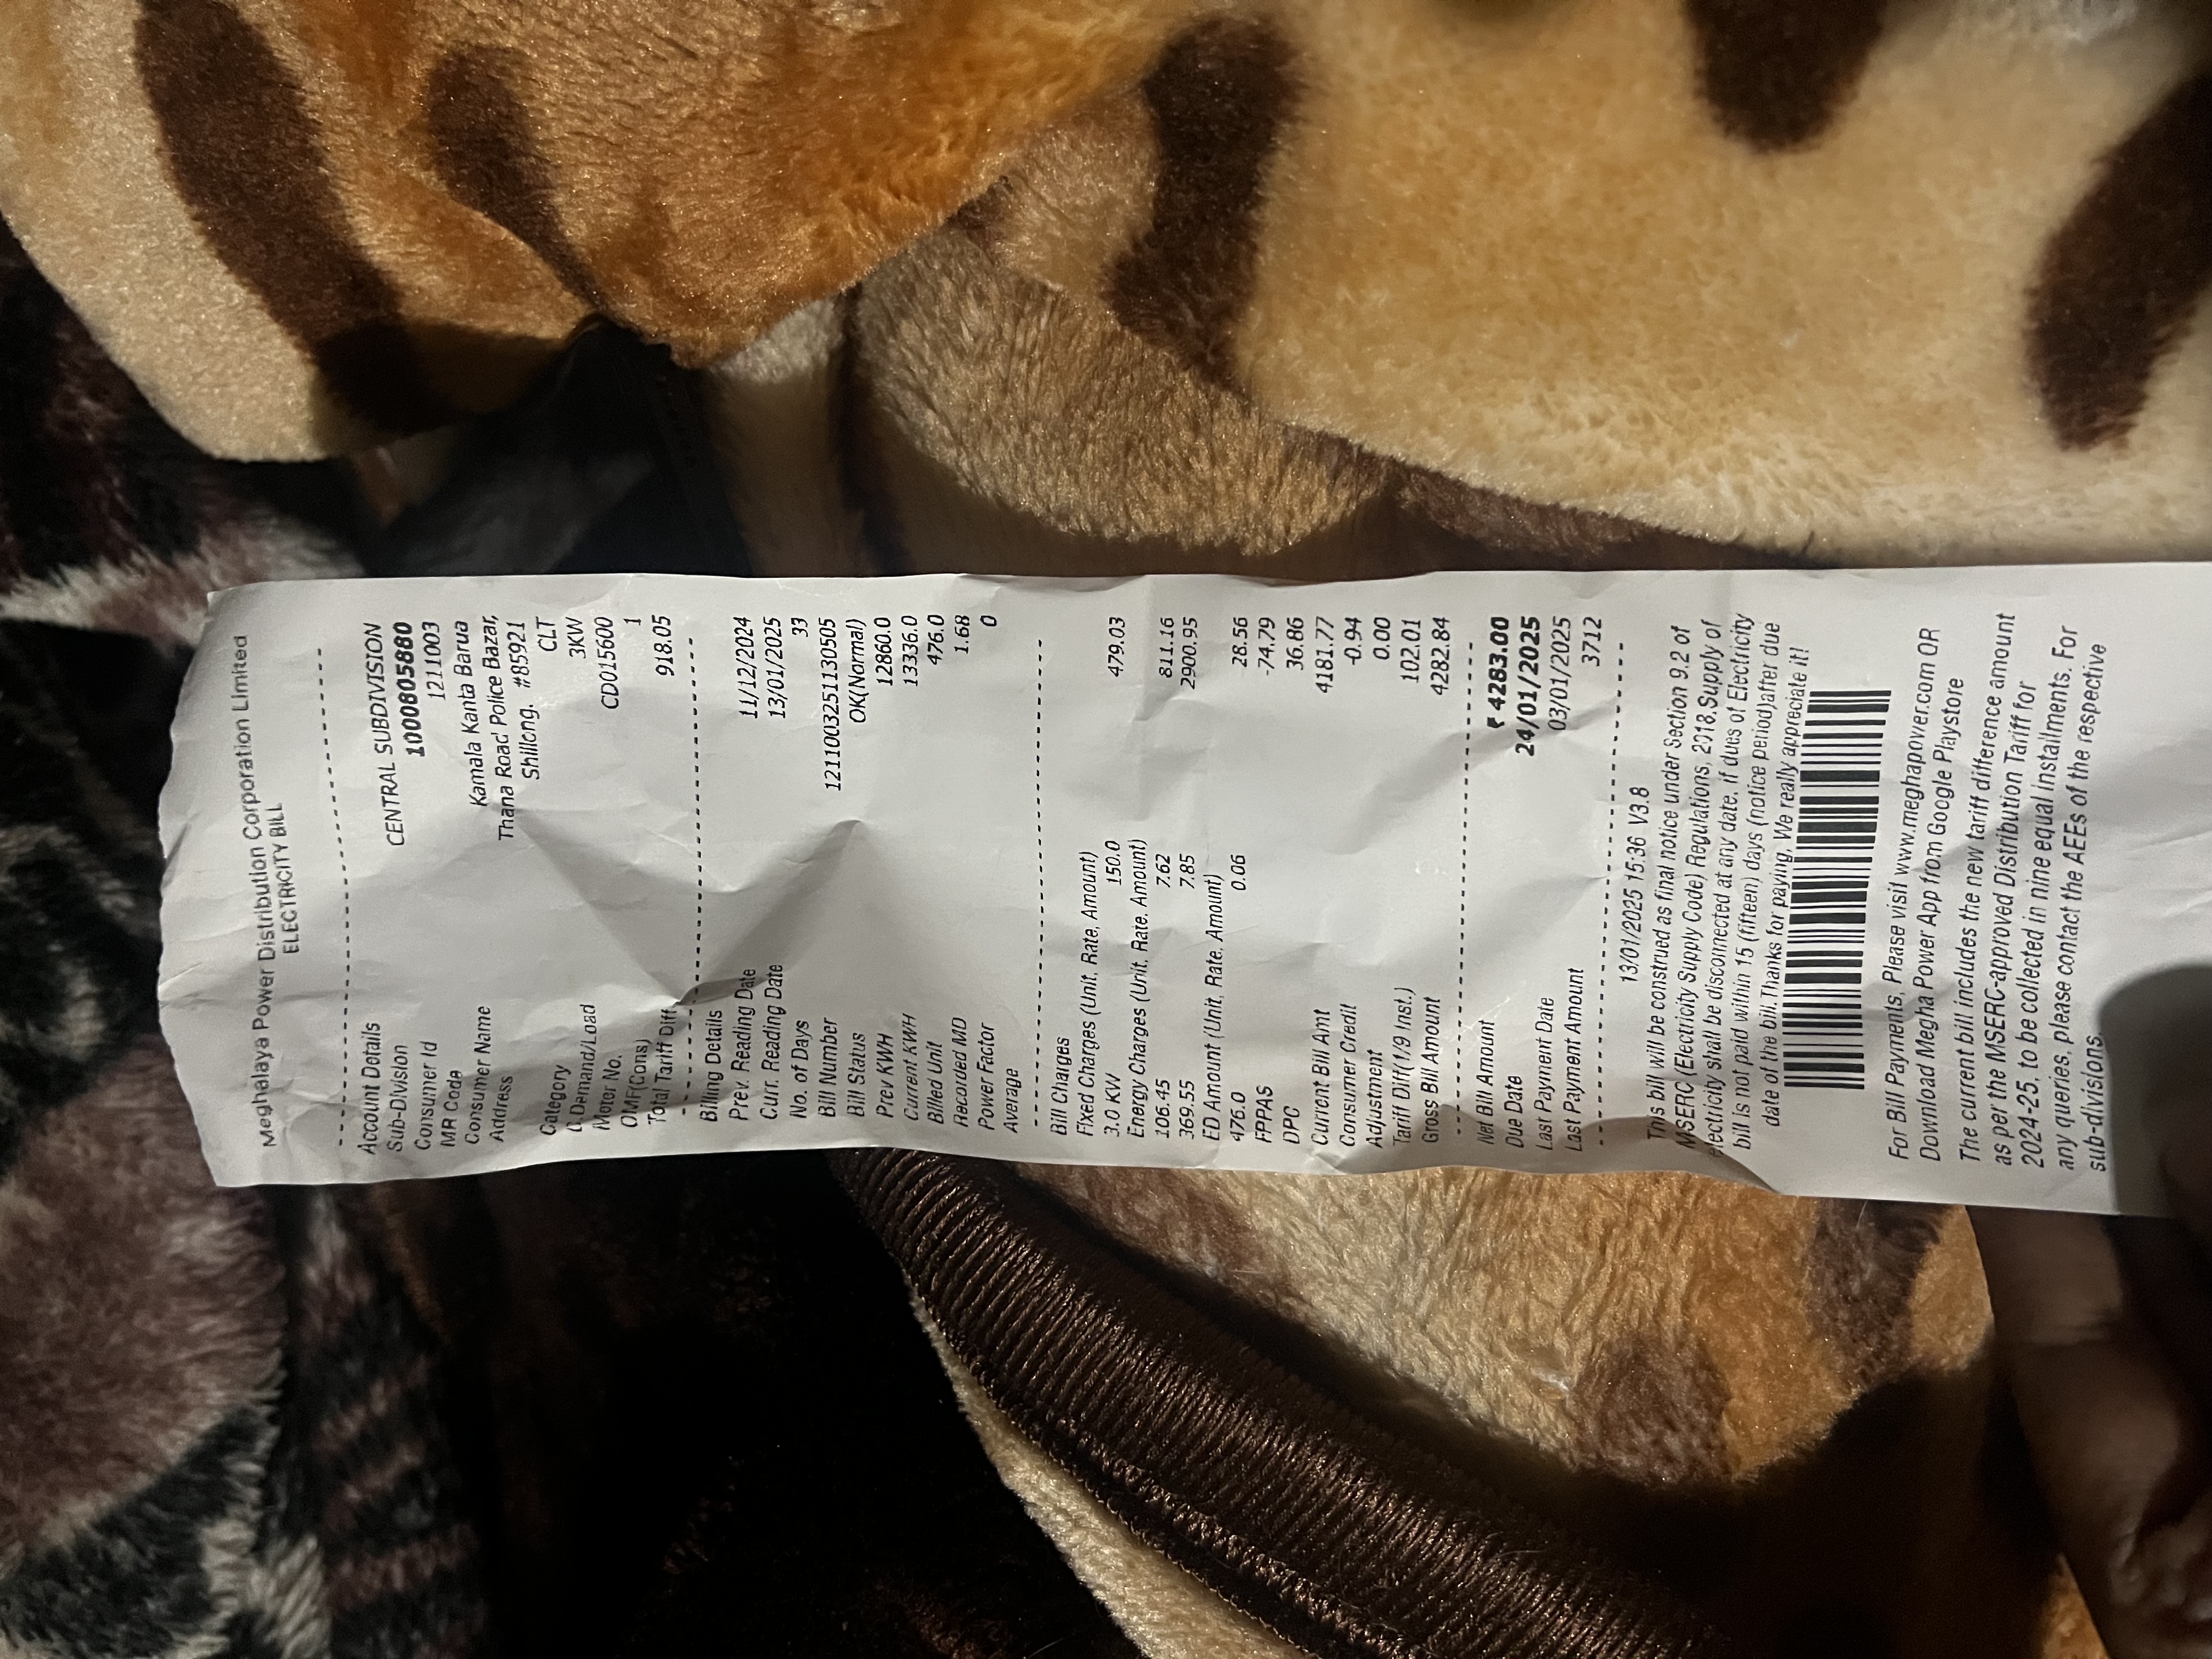 Meghalaya Power Distribution Corporation Limited
ELECTRICITY BILL
Account Details
Sub-Division CENTRAL SUBDIVISION
Consumer Id 10008058​80
MR Code 1211003
Consumer Name Kamala Kanta Barua
Address Thana Road' Police Bazar,
Shillong. #85921
Category CLT
C Demand/Load 3KW
Meter No. CD015600
OMF(Cons) 1
Total Tariff Diff. 918.05
Billing Details
Prev. Reading Date 11/12/2024
Curr. Reading Date 13/01/2025
No. of Days 33
Bill Number 121100325113​0505
Bill Status OK(Normal)
Prev KWH 12860.0
Current KWH 13336.0
Billed Unit 476.0
Recorded MD 1.68
Power Factor 0
Average
Bill Charges
Fixed Charges (Unit, Rate, Amount)
3.0 KW 150.0 479.03
Energy Charges (Unit, Rate, Amount)
106.45 7.62 811.16
369.55 7.85 2900.95
ED Amount (Unit, Rate, Amount)
476.0 0.06 28.56
FPPAS -74.79
DPC 36.86
Current Bill Amt 4181.77
Consumer Credit -0.94
Adjustment 0.00
Tariff Diff(1/9 Inst.) 102.01
Gross Bill Amount 4282.84
Net Bill Amount ₹ 4283.00
Due Date 24/01/2025
Last Payment Date 03/01/2025
Last Payment Amount 3712
13/01/2025 15:36 V3.8
This bill will be construed as final notice under Section 9.2 of
MSERC (Electricity Supply Code) Regulations, 2018.Supply of
electricity shall be disconnected at any date, if dues of Electricity
bill is not paid within 15 (fifteen) days (notice period)after due
date of the bill.Thanks for paying, We really appreciate it!
For Bill Payments, Please visit www.meghapower.com OR
Download Megha Power App from Google Playstore
The current bill includes the new tariff difference amount
as per the MSERC-approved Distribution Tariff for
2024-25, to be collected in nine equal installments. For
any queries, please contact the AEEs of the respective
sub-divisions.